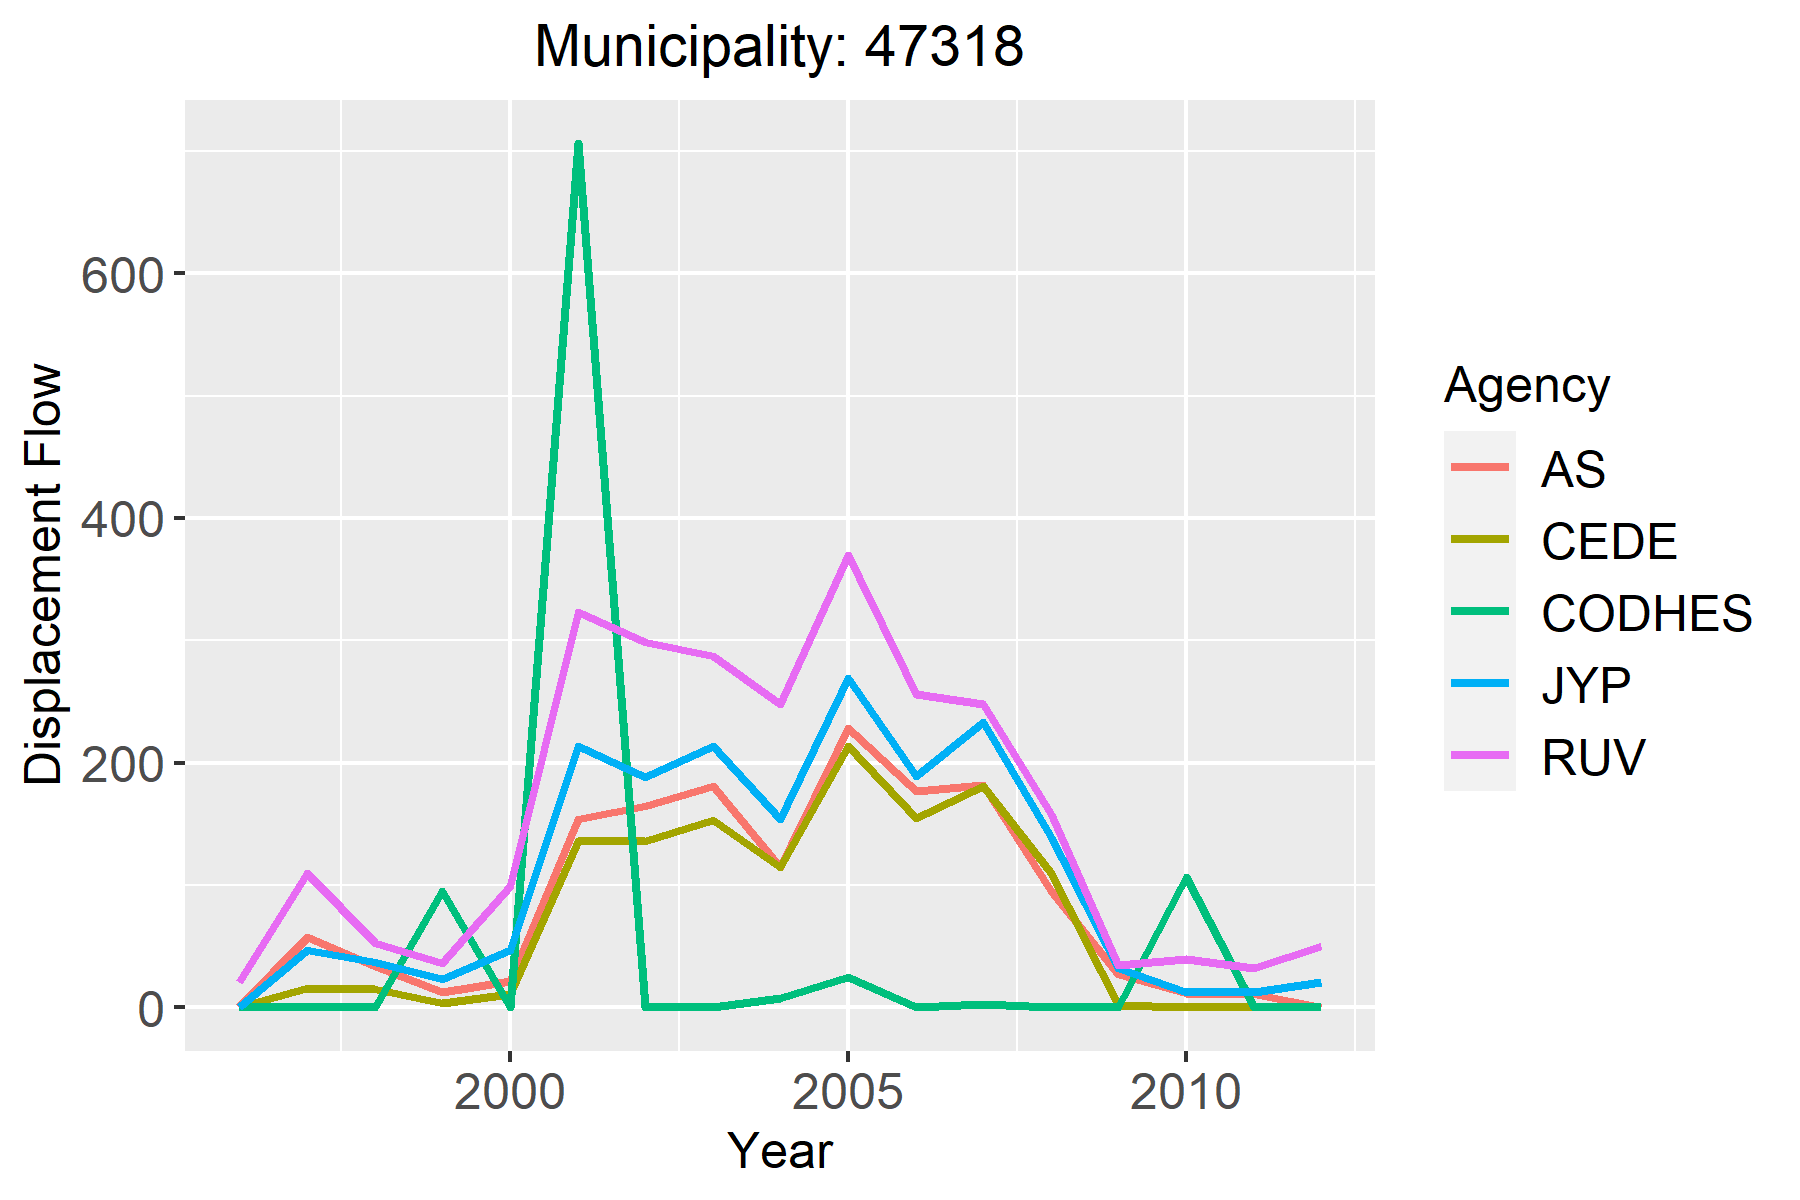 Municipality: 47318
600
400
200
0
Displacement Flow
2000 2005 2010
Year
Agency
AS
CEDE
CODHES
JYP
RUV